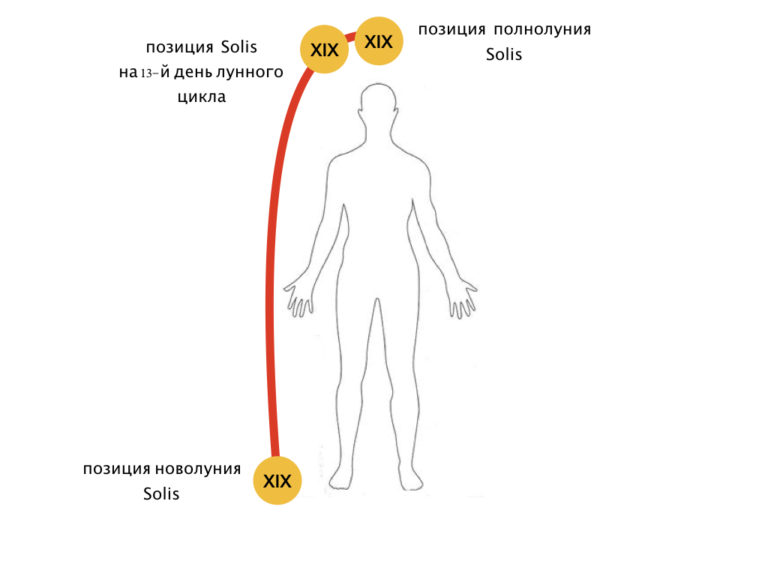 позиция Solis
на 13-й день лунного
цикла
XIX
XIX
позиция полнолуния
Solis
позиция новолуния
Solis
XIX